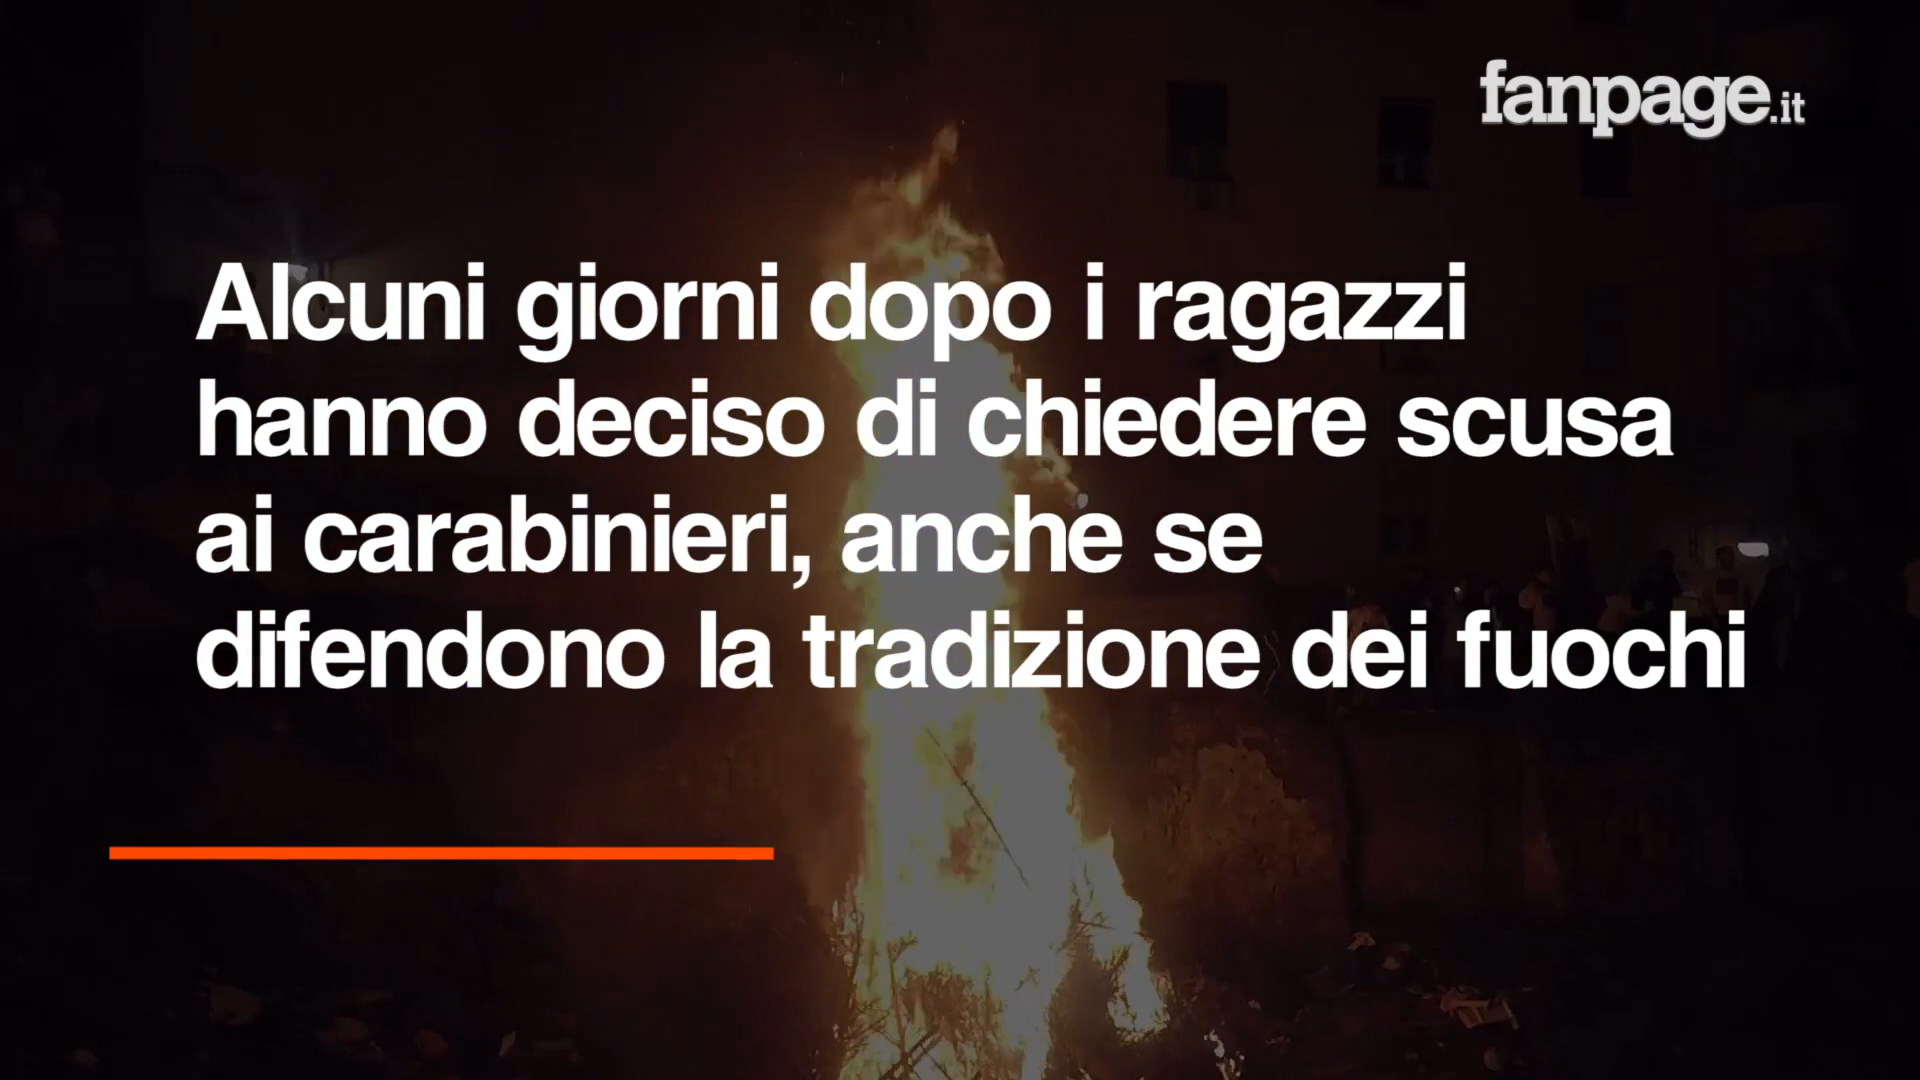 fanpage.it
Alcuni giorni dopo i ragazzi
hanno deciso di chiedere scusa
ai carabinieri, anche se
difendono la tradizione dei fuochi